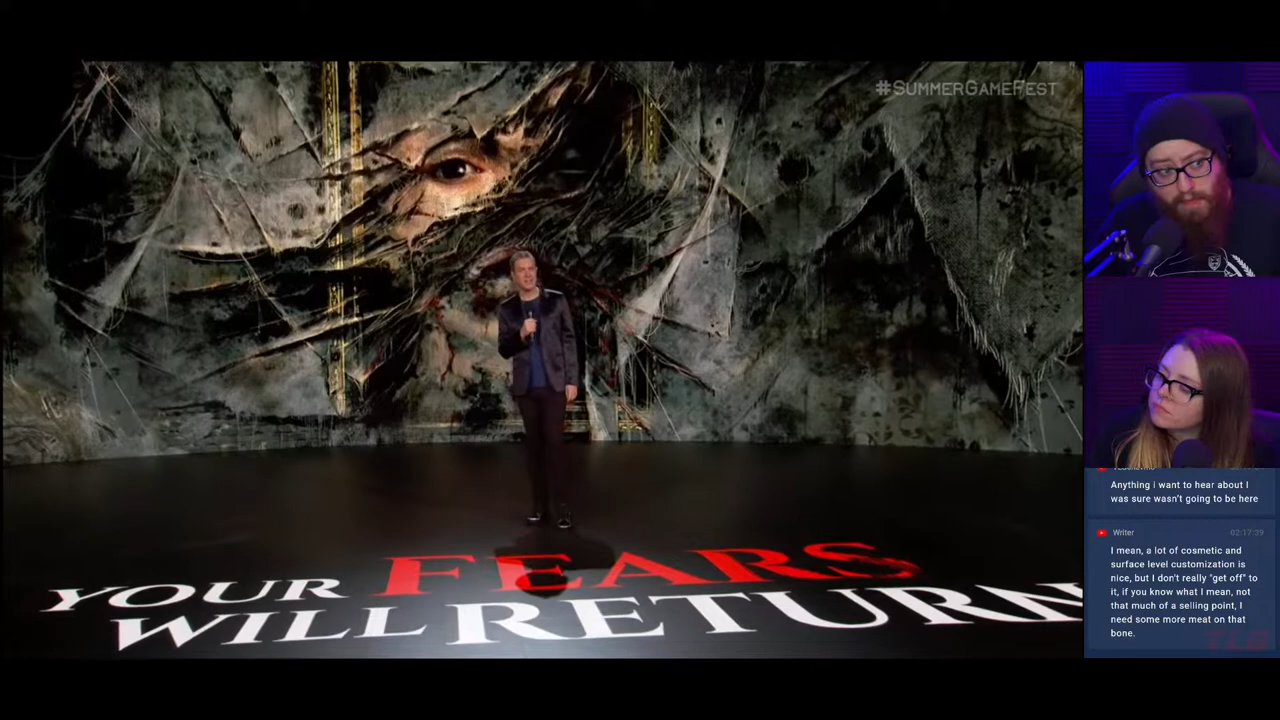 #SUMMERGAMEFEST
YOUR FEARS
WILL RETURN
Anything i want to hear about I
was sure wasn't going to be here
Writer
02:17:59
I mean, a lot of cosmetic and
surface level customization is
nice, but I don't really "get off" to
it, if you know what I mean, not
that much of a selling point, I
need some more meat on that
bone.
TLG